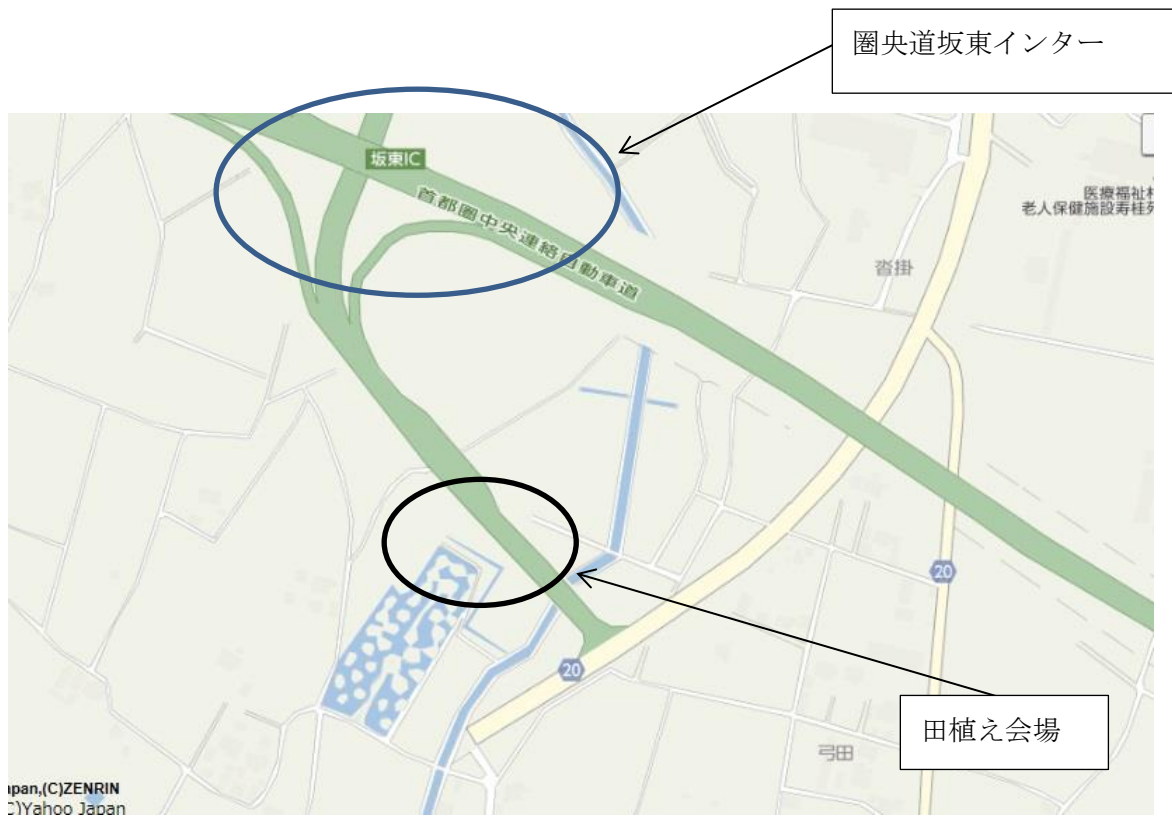 圏央道坂東インター
坂東IC
首都圏中央連絡自動車道
医療福祉
老人保健施設寿桂
沓掛
20
20
田植え会場
弓田
apan,(C)ZENRIN
C)Yahoo Japan